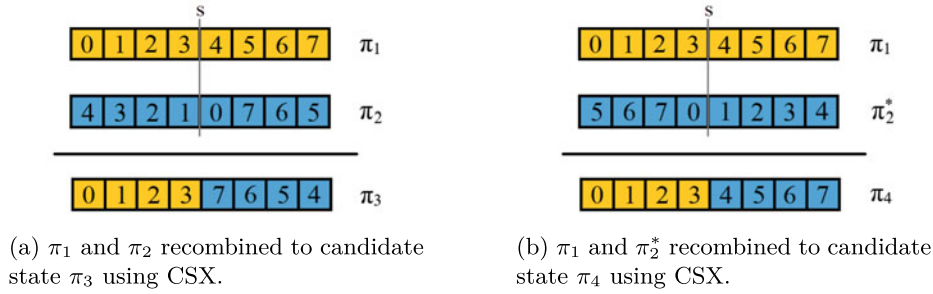 s s
0 1 2 3 4 5 6 7 π₁ 0 1 2 3 4 5 6 7 π₁
4 3 2 1 0 7 6 5 π₂ 5 6 7 0 1 2 3 4 π₂*
0 1 2 3 7 6 5 4 π₃ 0 1 2 3 4 5 6 7 π₄
(a) π₁ and π₂ recombined to candidate
state π₃ using CSX.
(b) π₁ and π₂* recombined to candidate
state π₄ using CSX.